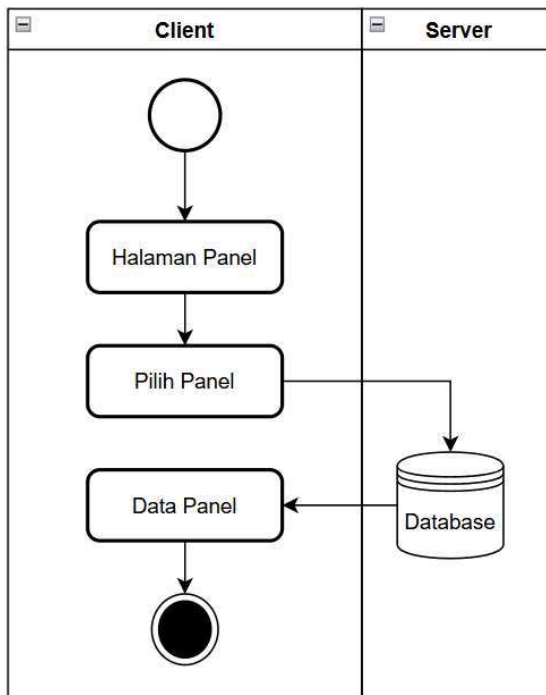 Client
Server
Halaman Panel
Pilih Panel
Data Panel
Database